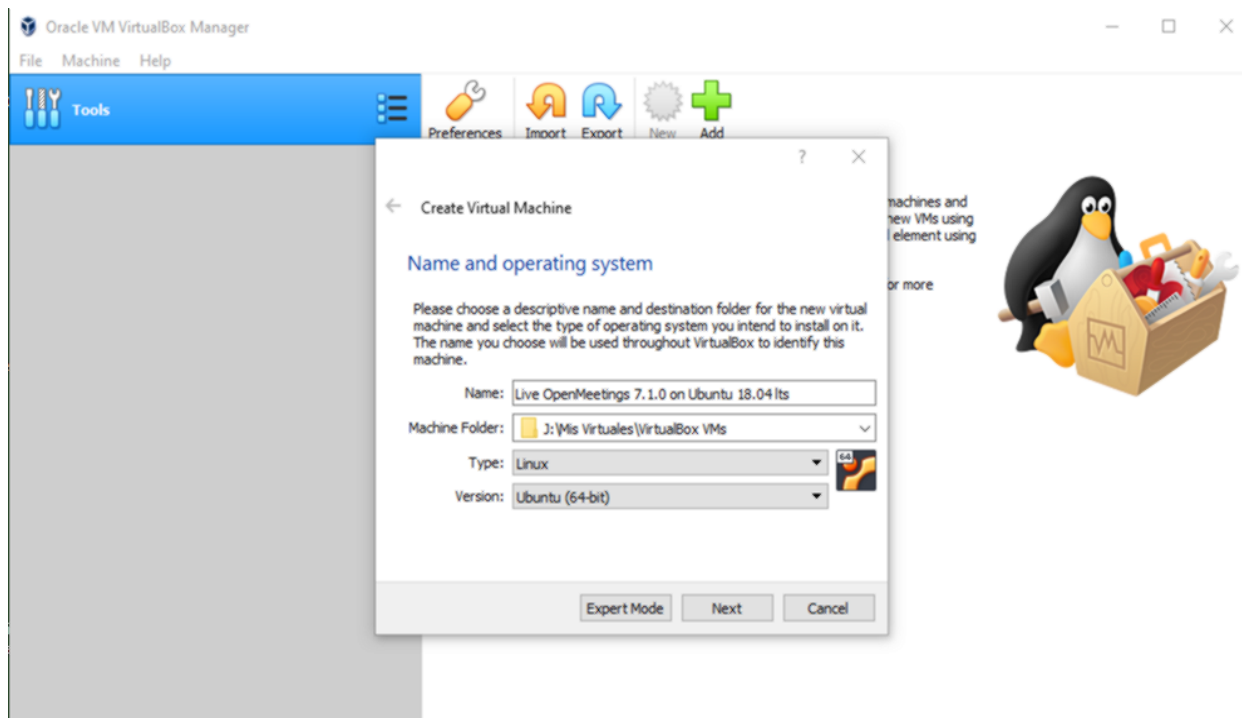 Oracle VM VirtualBox Manager
File Machine Help
Tools
Preferences Import Export New Add
?
Create Virtual Machine
machines and
new VMs using
element using
or more
Name and operating system
Please choose a descriptive name and destination folder for the new virtual
machine and select the type of operating system you intend to install on it.
The name you choose will be used throughout VirtualBox to identify this
machine.
Name: Live OpenMeetings 7.1.0 on Ubuntu 18.04 lts
Machine Folder: J:\Mis Virtuales\VirtualBox VMs
Type: Linux
64
Version: Ubuntu (64-bit)
Expert Mode Next Cancel